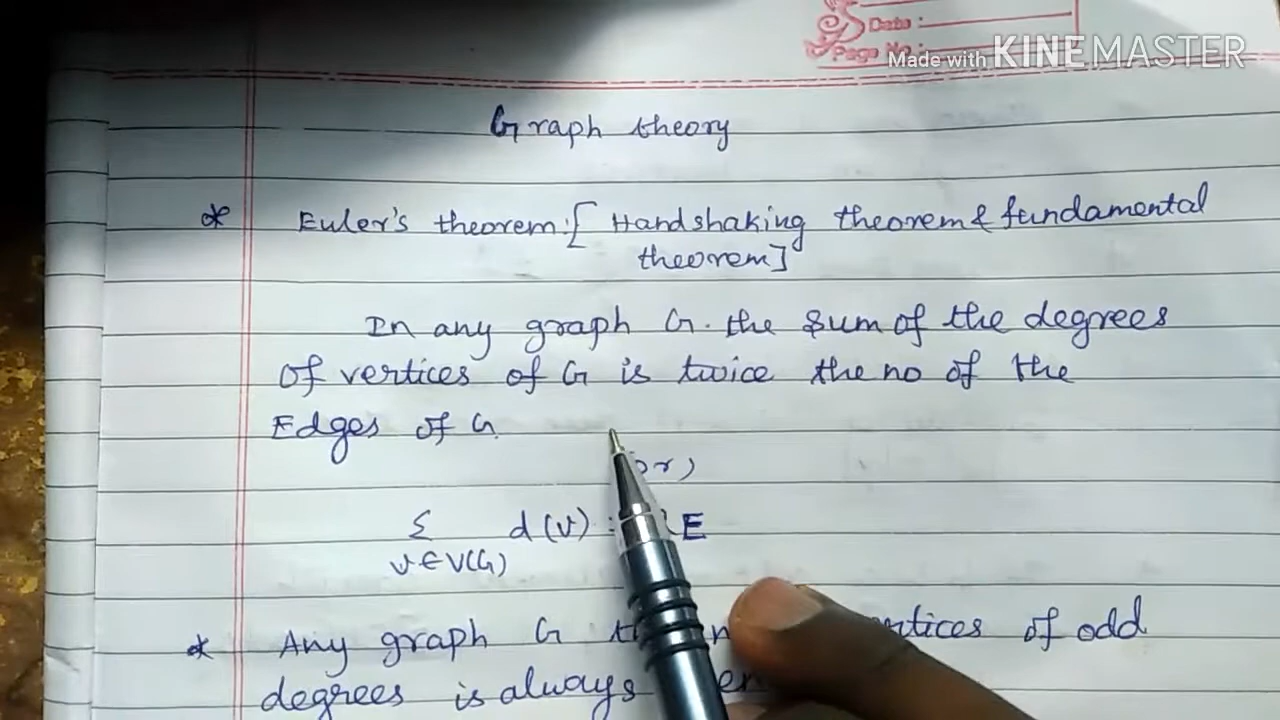 Date :
Page No :
Made with KINEMASTER
Graph theory
* Euler's theorem:[ Handshaking theorem & fundamental
theorem]
In any graph G. the sum of the degrees
of vertices of G is twice the no of the
Edges of G
or)
Σ d(v) E
v∈V(G)
* Any graph G of odd
degrees is always